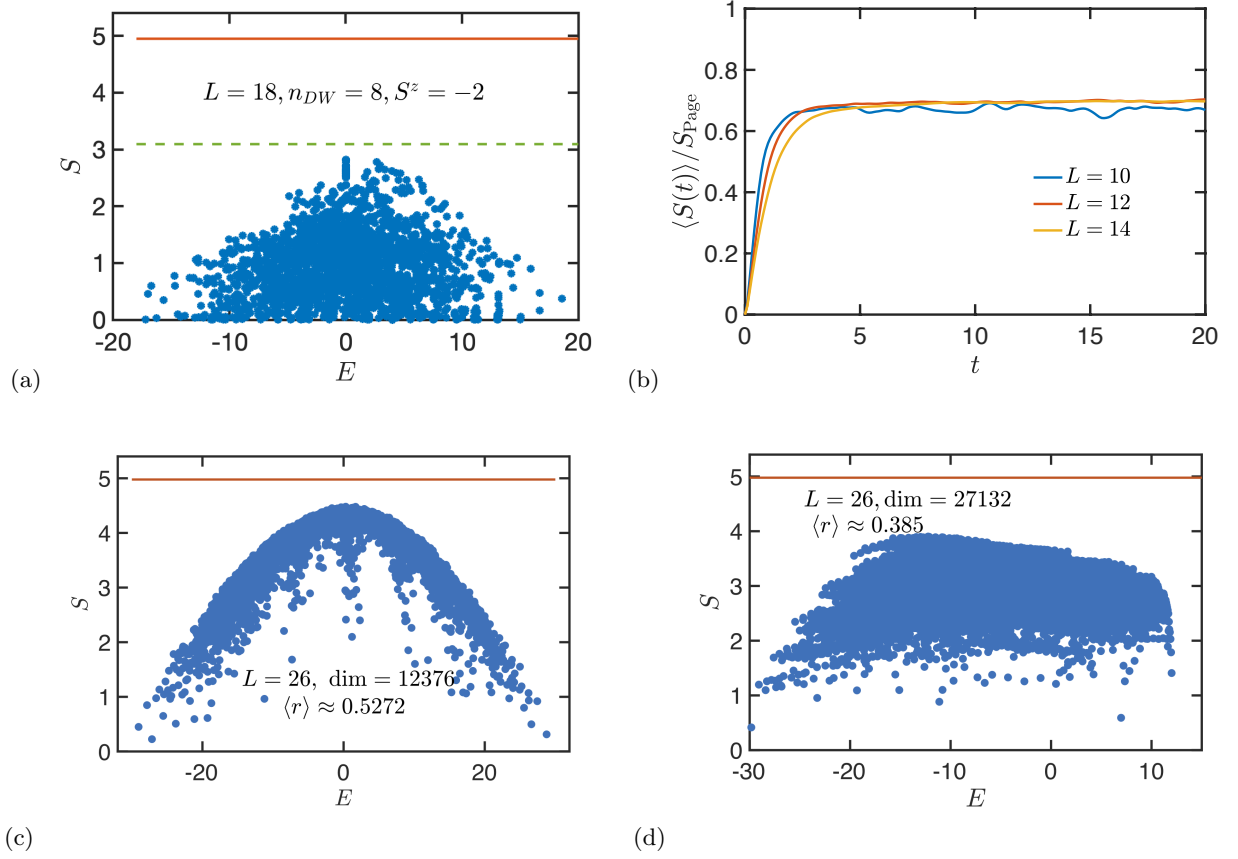 5
4
3
2
1
0
S
L = 18, n_{DW} = 8, S^z = −2
-20
-10
0
10
20
E
(a)
1
0.8
0.6
0.4
0.2
0
⟨S(t)⟩/S_{Page}
L = 10
L = 12
L = 14
0
5
10
15
20
t
(b)
5
4
3
2
1
0
S
L = 26, dim = 12376
⟨r⟩ ≈ 0.5272
-20
0
20
E
(c)
5
4
3
2
1
0
S
L = 26, dim = 27132
⟨r⟩ ≈ 0.385
-30
-20
-10
0
10
E
(d)